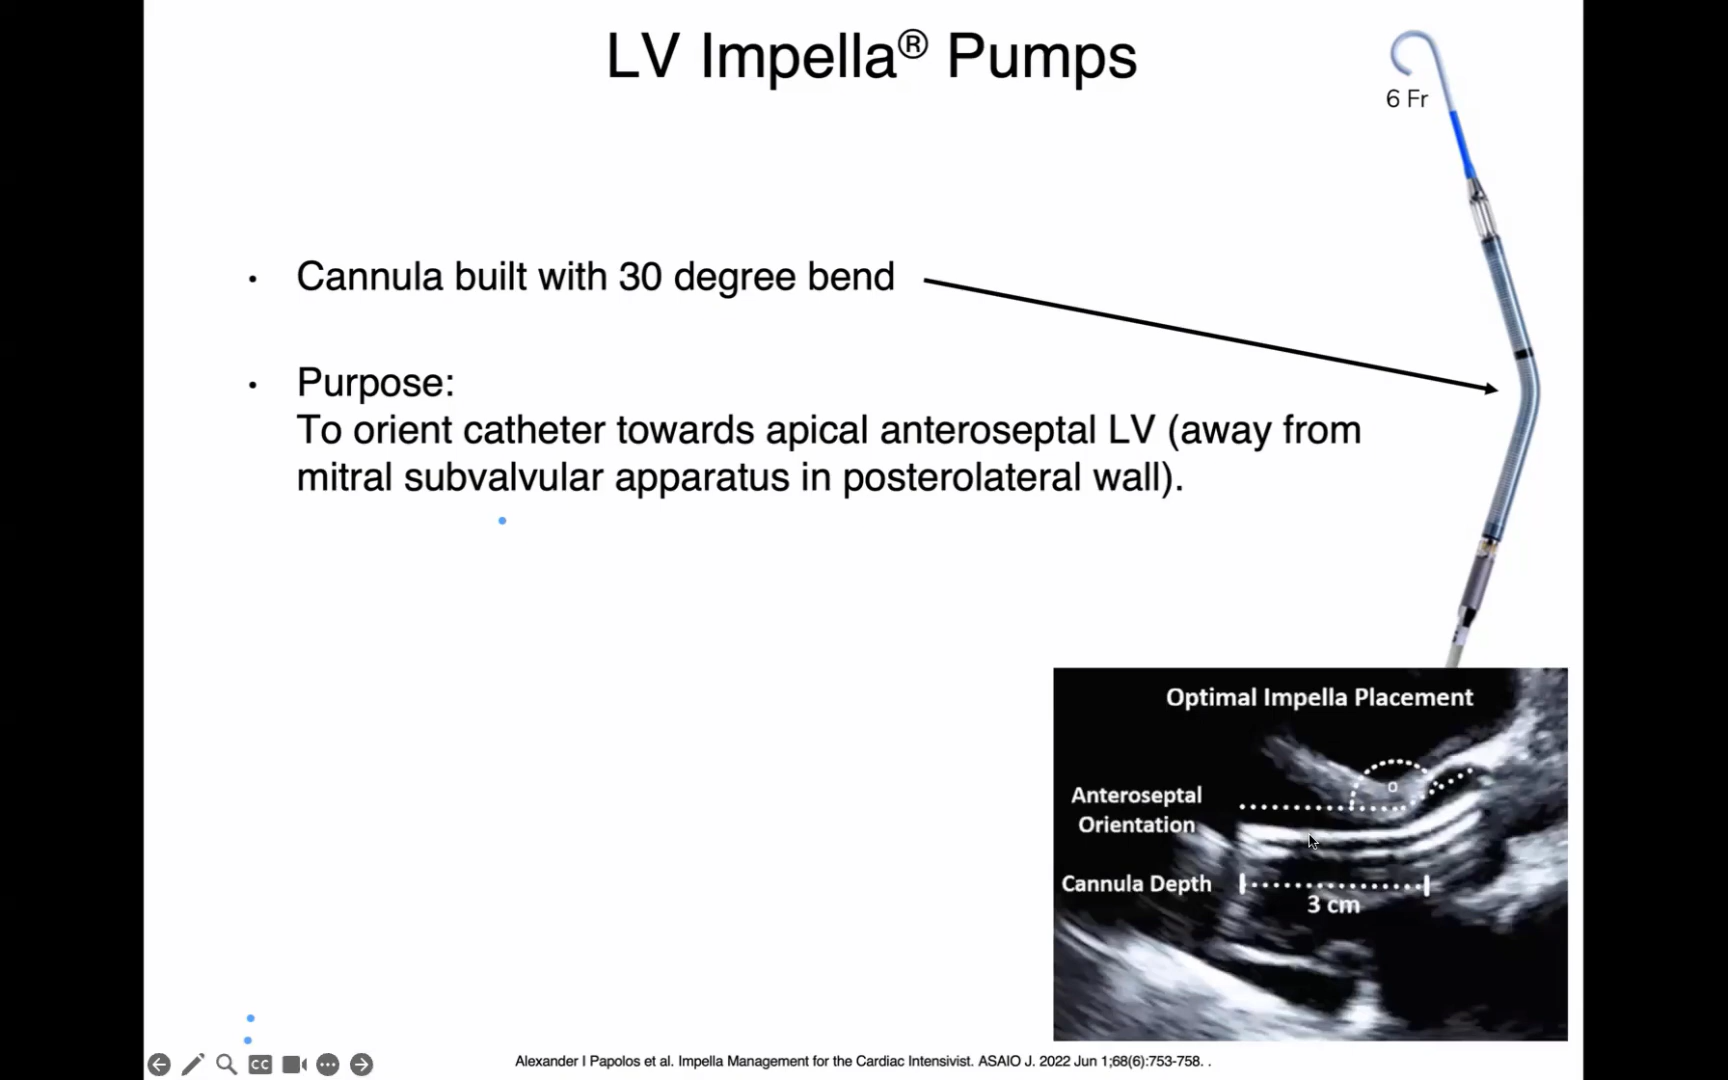 LV Impella® Pumps
6 Fr
• Cannula built with 30 degree bend
• Purpose:
To orient catheter towards apical anteroseptal LV (away from
mitral subvalvular apparatus in posterolateral wall).
Optimal Impella Placement
Anteroseptal
Orientation
Cannula Depth
3 cm
CC
Alexander I Papolos et al. Impella Management for the Cardiac Intensivist. ASAIO J. 2022 Jun 1;68(6):753-758. .